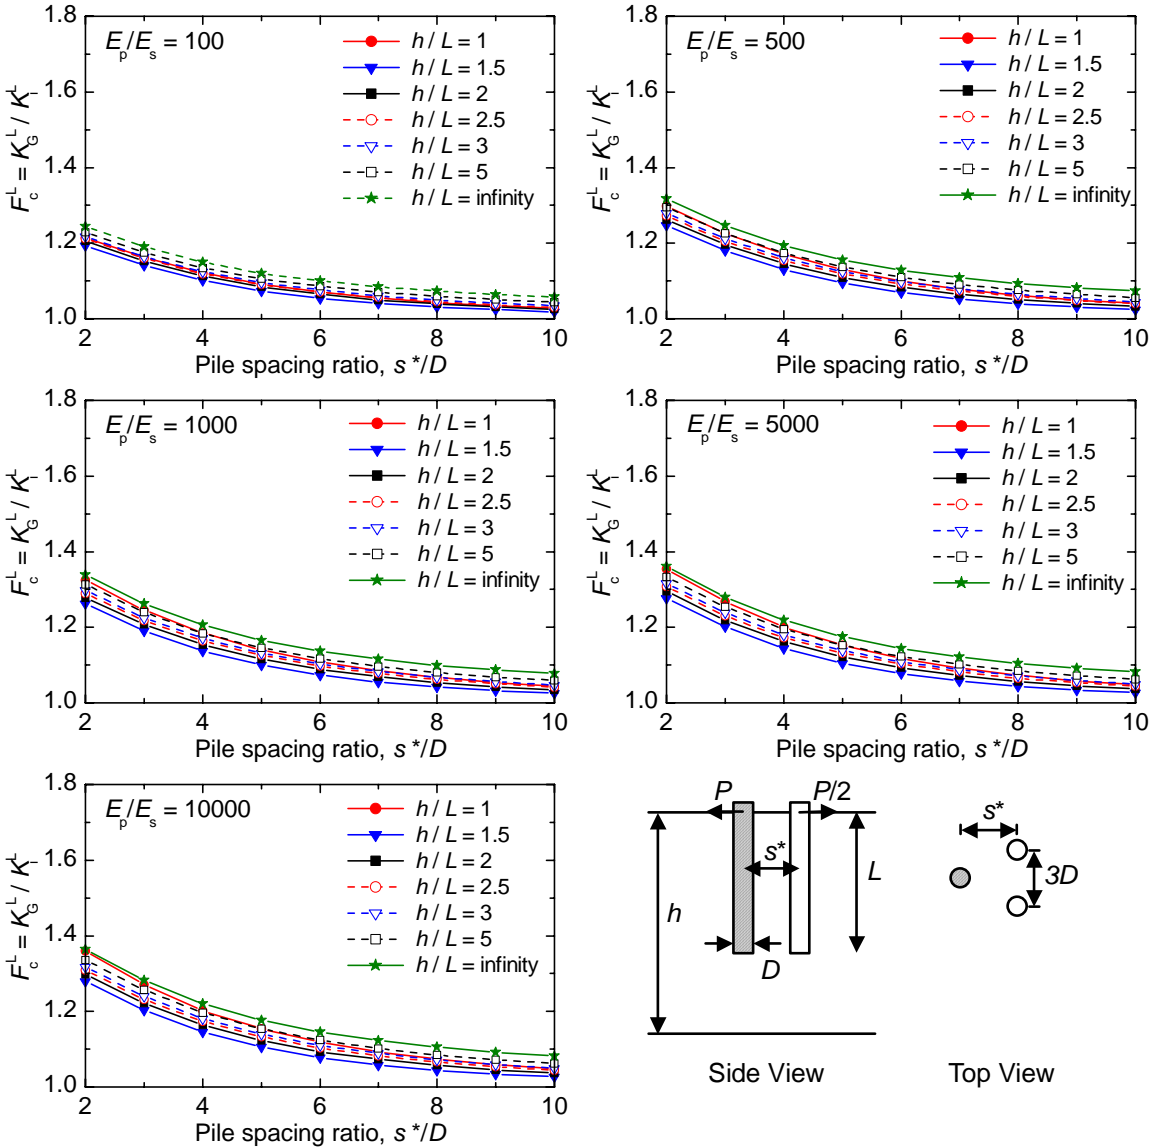 E_p/E_s = 100
h / L = 1
h / L = 1.5
h / L = 2
h / L = 2.5
h / L = 3
h / L = 5
h / L = infinity
1.8
1.6
1.4
1.2
1.0
F_c^L = K_G^L / K_i^L
2 4 6 8 10
Pile spacing ratio, s*/D
E_p/E_s = 500
h / L = 1
h / L = 1.5
h / L = 2
h / L = 2.5
h / L = 3
h / L = 5
h / L = infinity
1.8
1.6
1.4
1.2
1.0
F_c^L = K_G^L / K_i^L
2 4 6 8 10
Pile spacing ratio, s*/D
E_p/E_s = 1000
h / L = 1
h / L = 1.5
h / L = 2
h / L = 2.5
h / L = 3
h / L = 5
h / L = infinity
1.8
1.6
1.4
1.2
1.0
F_c^L = K_G^L / K_i^L
2 4 6 8 10
Pile spacing ratio, s*/D
E_p/E_s = 5000
h / L = 1
h / L = 1.5
h / L = 2
h / L = 2.5
h / L = 3
h / L = 5
h / L = infinity
1.8
1.6
1.4
1.2
1.0
F_c^L = K_G^L / K_i^L
2 4 6 8 10
Pile spacing ratio, s*/D
E_p/E_s = 10000
h / L = 1
h / L = 1.5
h / L = 2
h / L = 2.5
h / L = 3
h / L = 5
h / L = infinity
1.8
1.6
1.4
1.2
1.0
F_c^L = K_G^L / K_i^L
2 4 6 8 10
Pile spacing ratio, s*/D
P P/2
s*
h
L
D
Side View
s*
3D
Top View